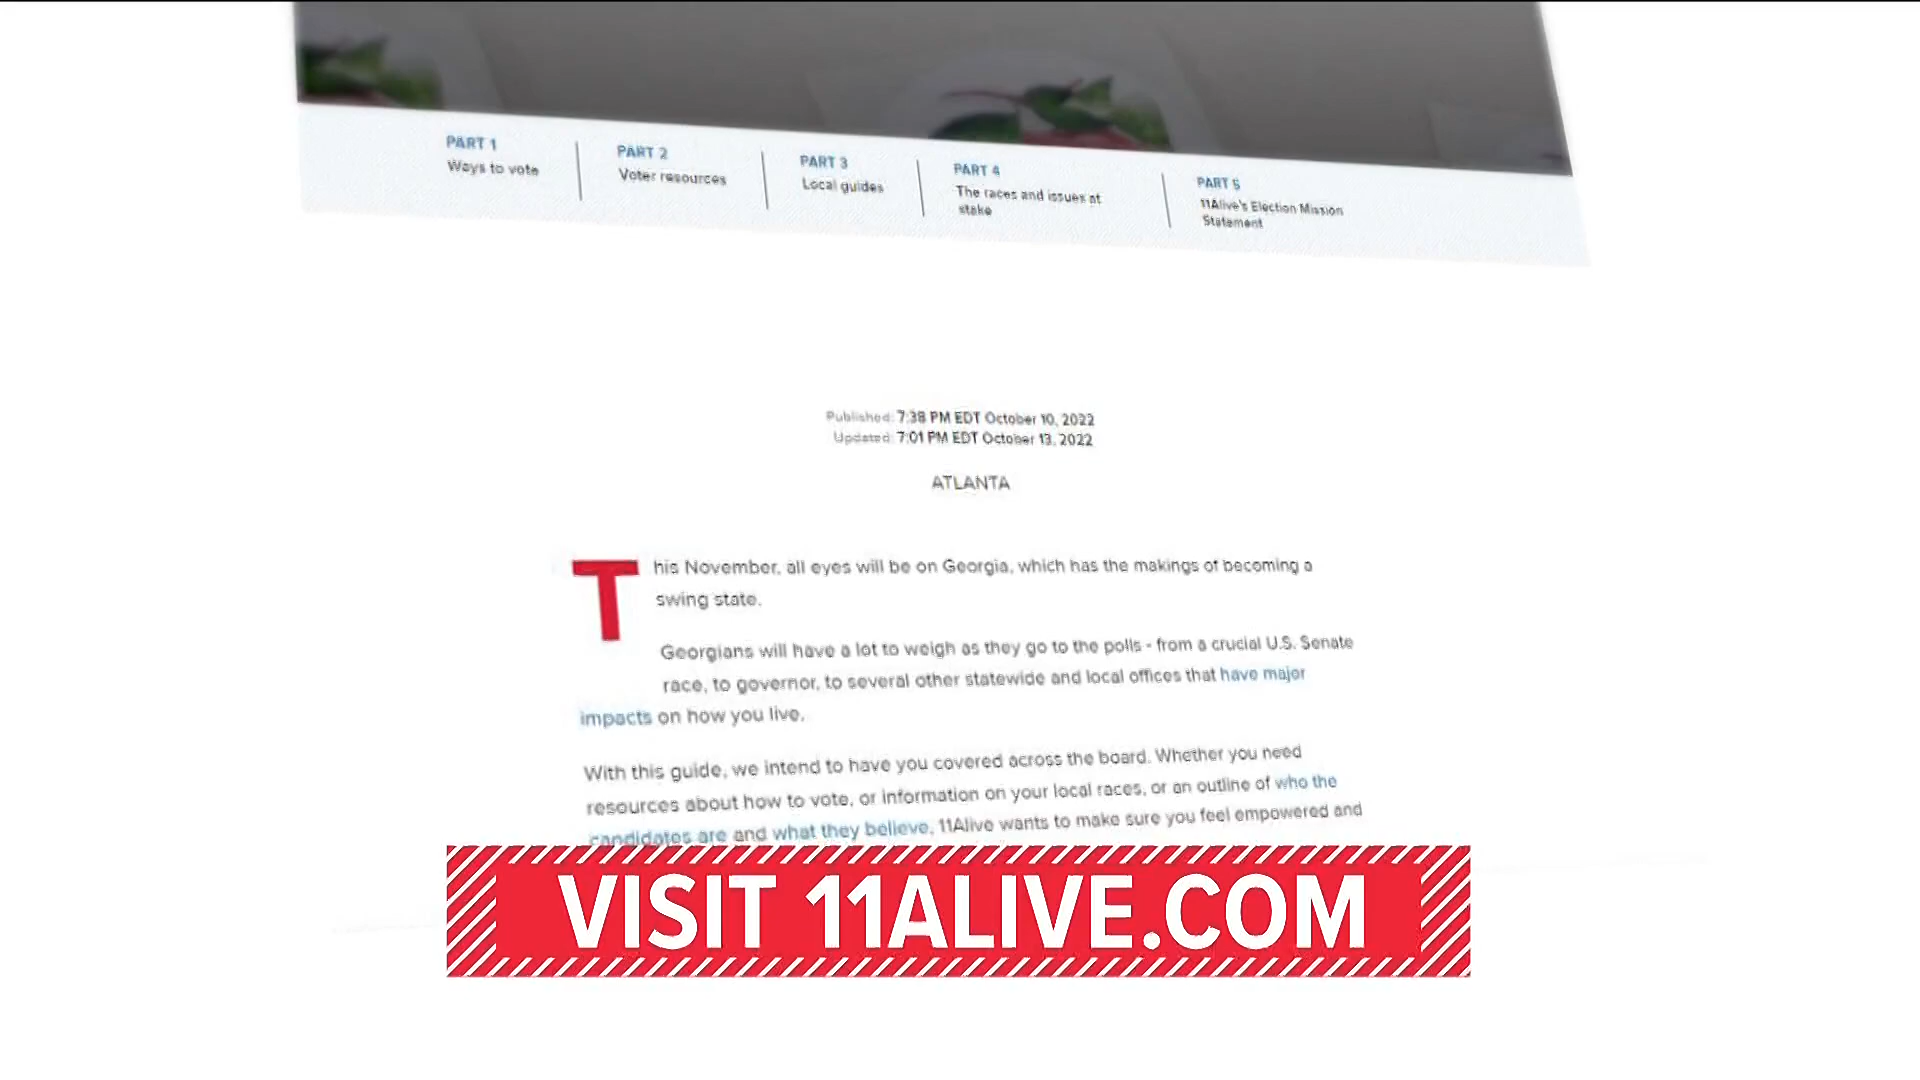 PART 1
Ways to vote
PART 2
Voter resources
PART 3
Local guides
PART 4
The races and issues at
stake
PART 5
11Alive's Election Mission
Statement
Published: 7:38 PM EDT October 10, 2022
Updated: 7:01 PM EDT October 13, 2022
ATLANTA
This November, all eyes will be on Georgia, which has the makings of becoming a
swing state.
Georgians will have a lot to weigh as they go to the polls - from a crucial U.S. Senate
race, to governor, to several other statewide and local offices that have major
impacts on how you live.
With this guide, we intend to have you covered across the board. Whether you need
resources about how to vote, or information on your local races, or an outline of who the
candidates are and what they believe, 11Alive wants to make sure you feel empowered and
VISIT 11ALIVE.COM